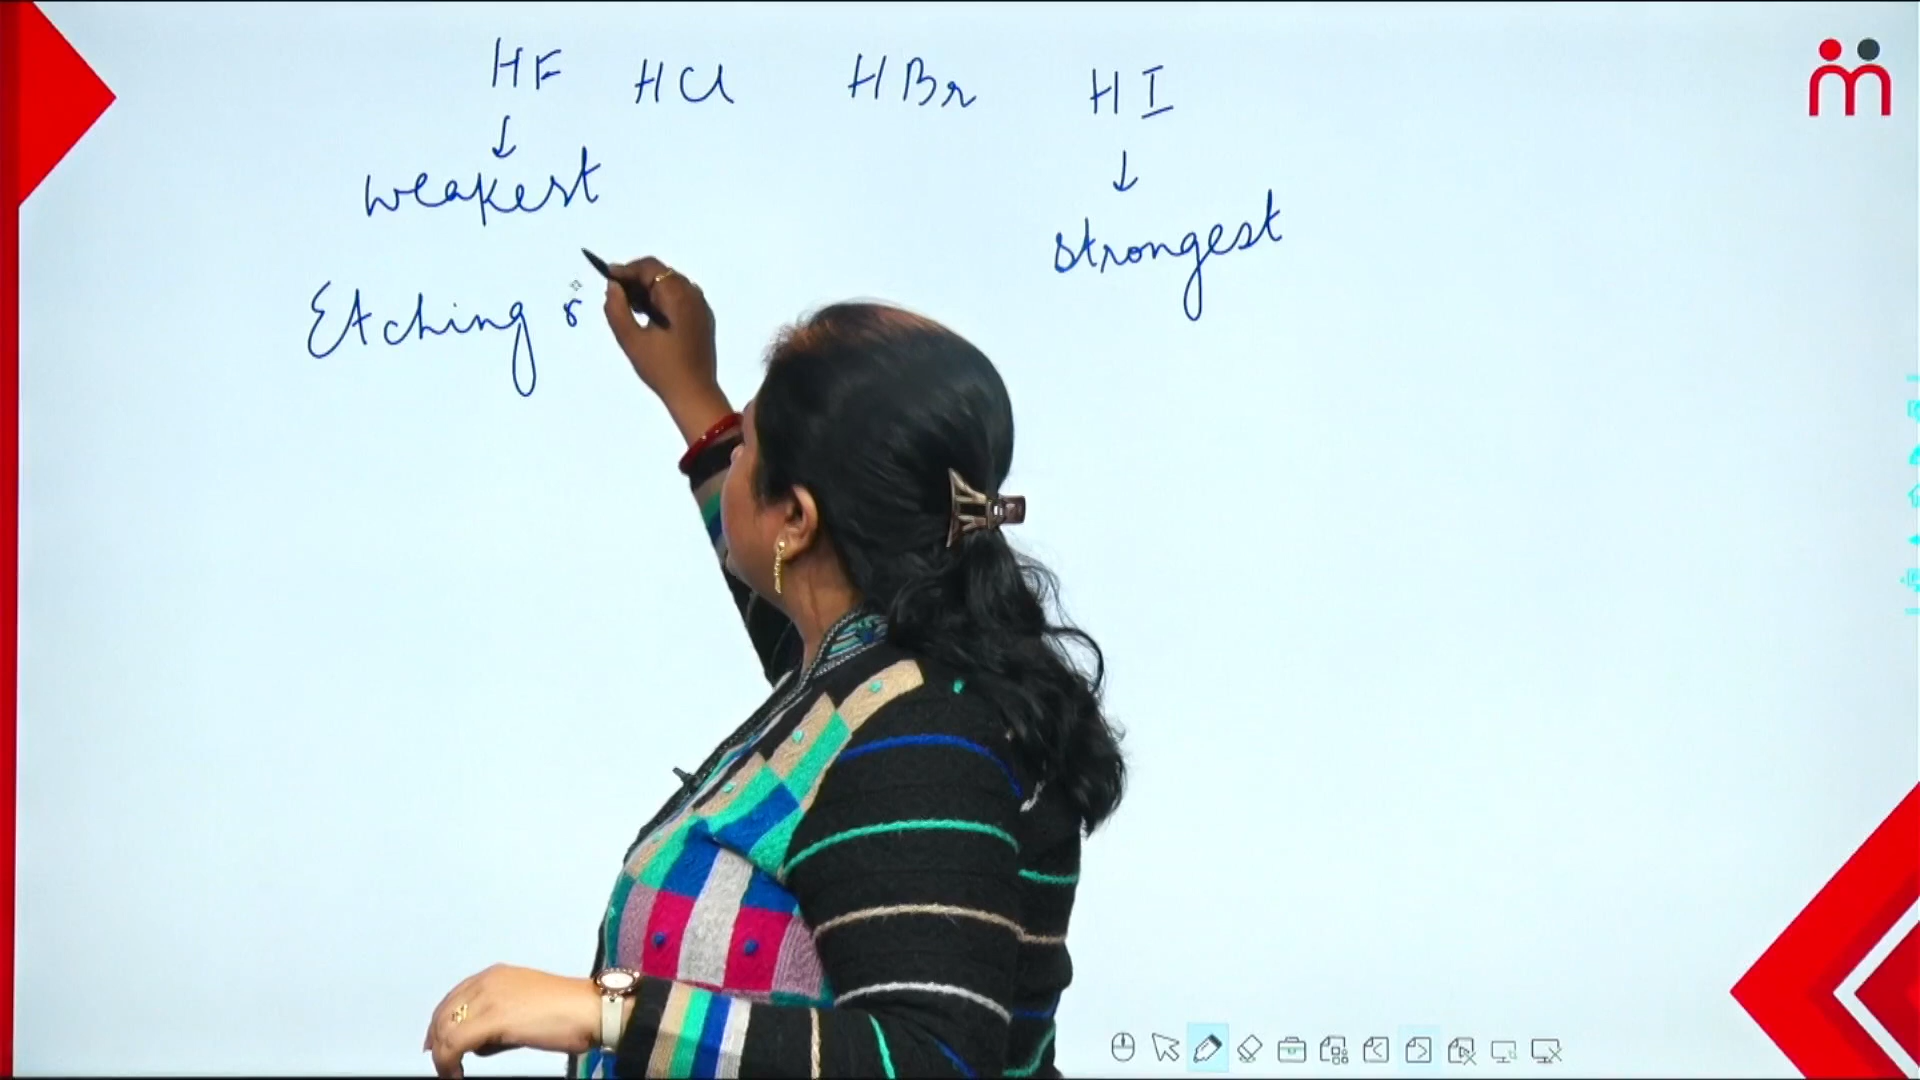 HF HCl HBr HI
↓ ↓
weakest strongest
Etching